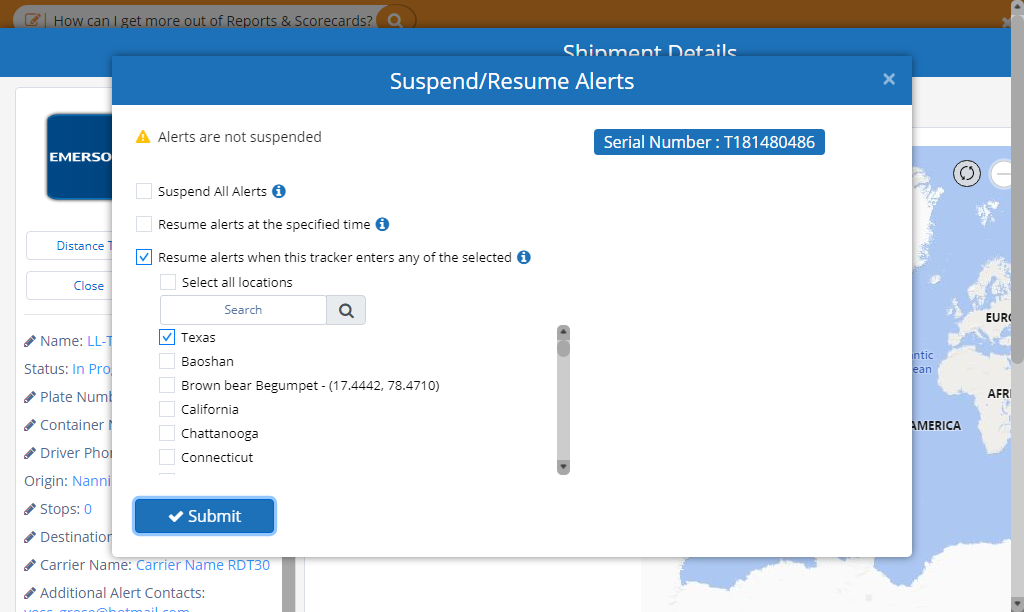 How can I get more out of Reports & Scorecards?
Shipment Details
Suspend/Resume Alerts
Alerts are not suspended
Serial Number : T181480486
EMERSO
Suspend All Alerts
Resume alerts at the specified time
Distance T
Resume alerts when this tracker enters any of the selected
Close
Select all locations
Search
Name: LL-T
Texas
Status: In Pro
Baoshan
Plate Numb
Brown bear Begumpet - (17.4442, 78.4710)
Container N
California
Driver Phon
Chattanooga
Origin: Nanni
Connecticut
Stops: 0
Submit
Destination
Carrier Name: Carrier Name RDT30
Additional Alert Contacts:
EURO
ntic
ean
AFRI
AMERICA